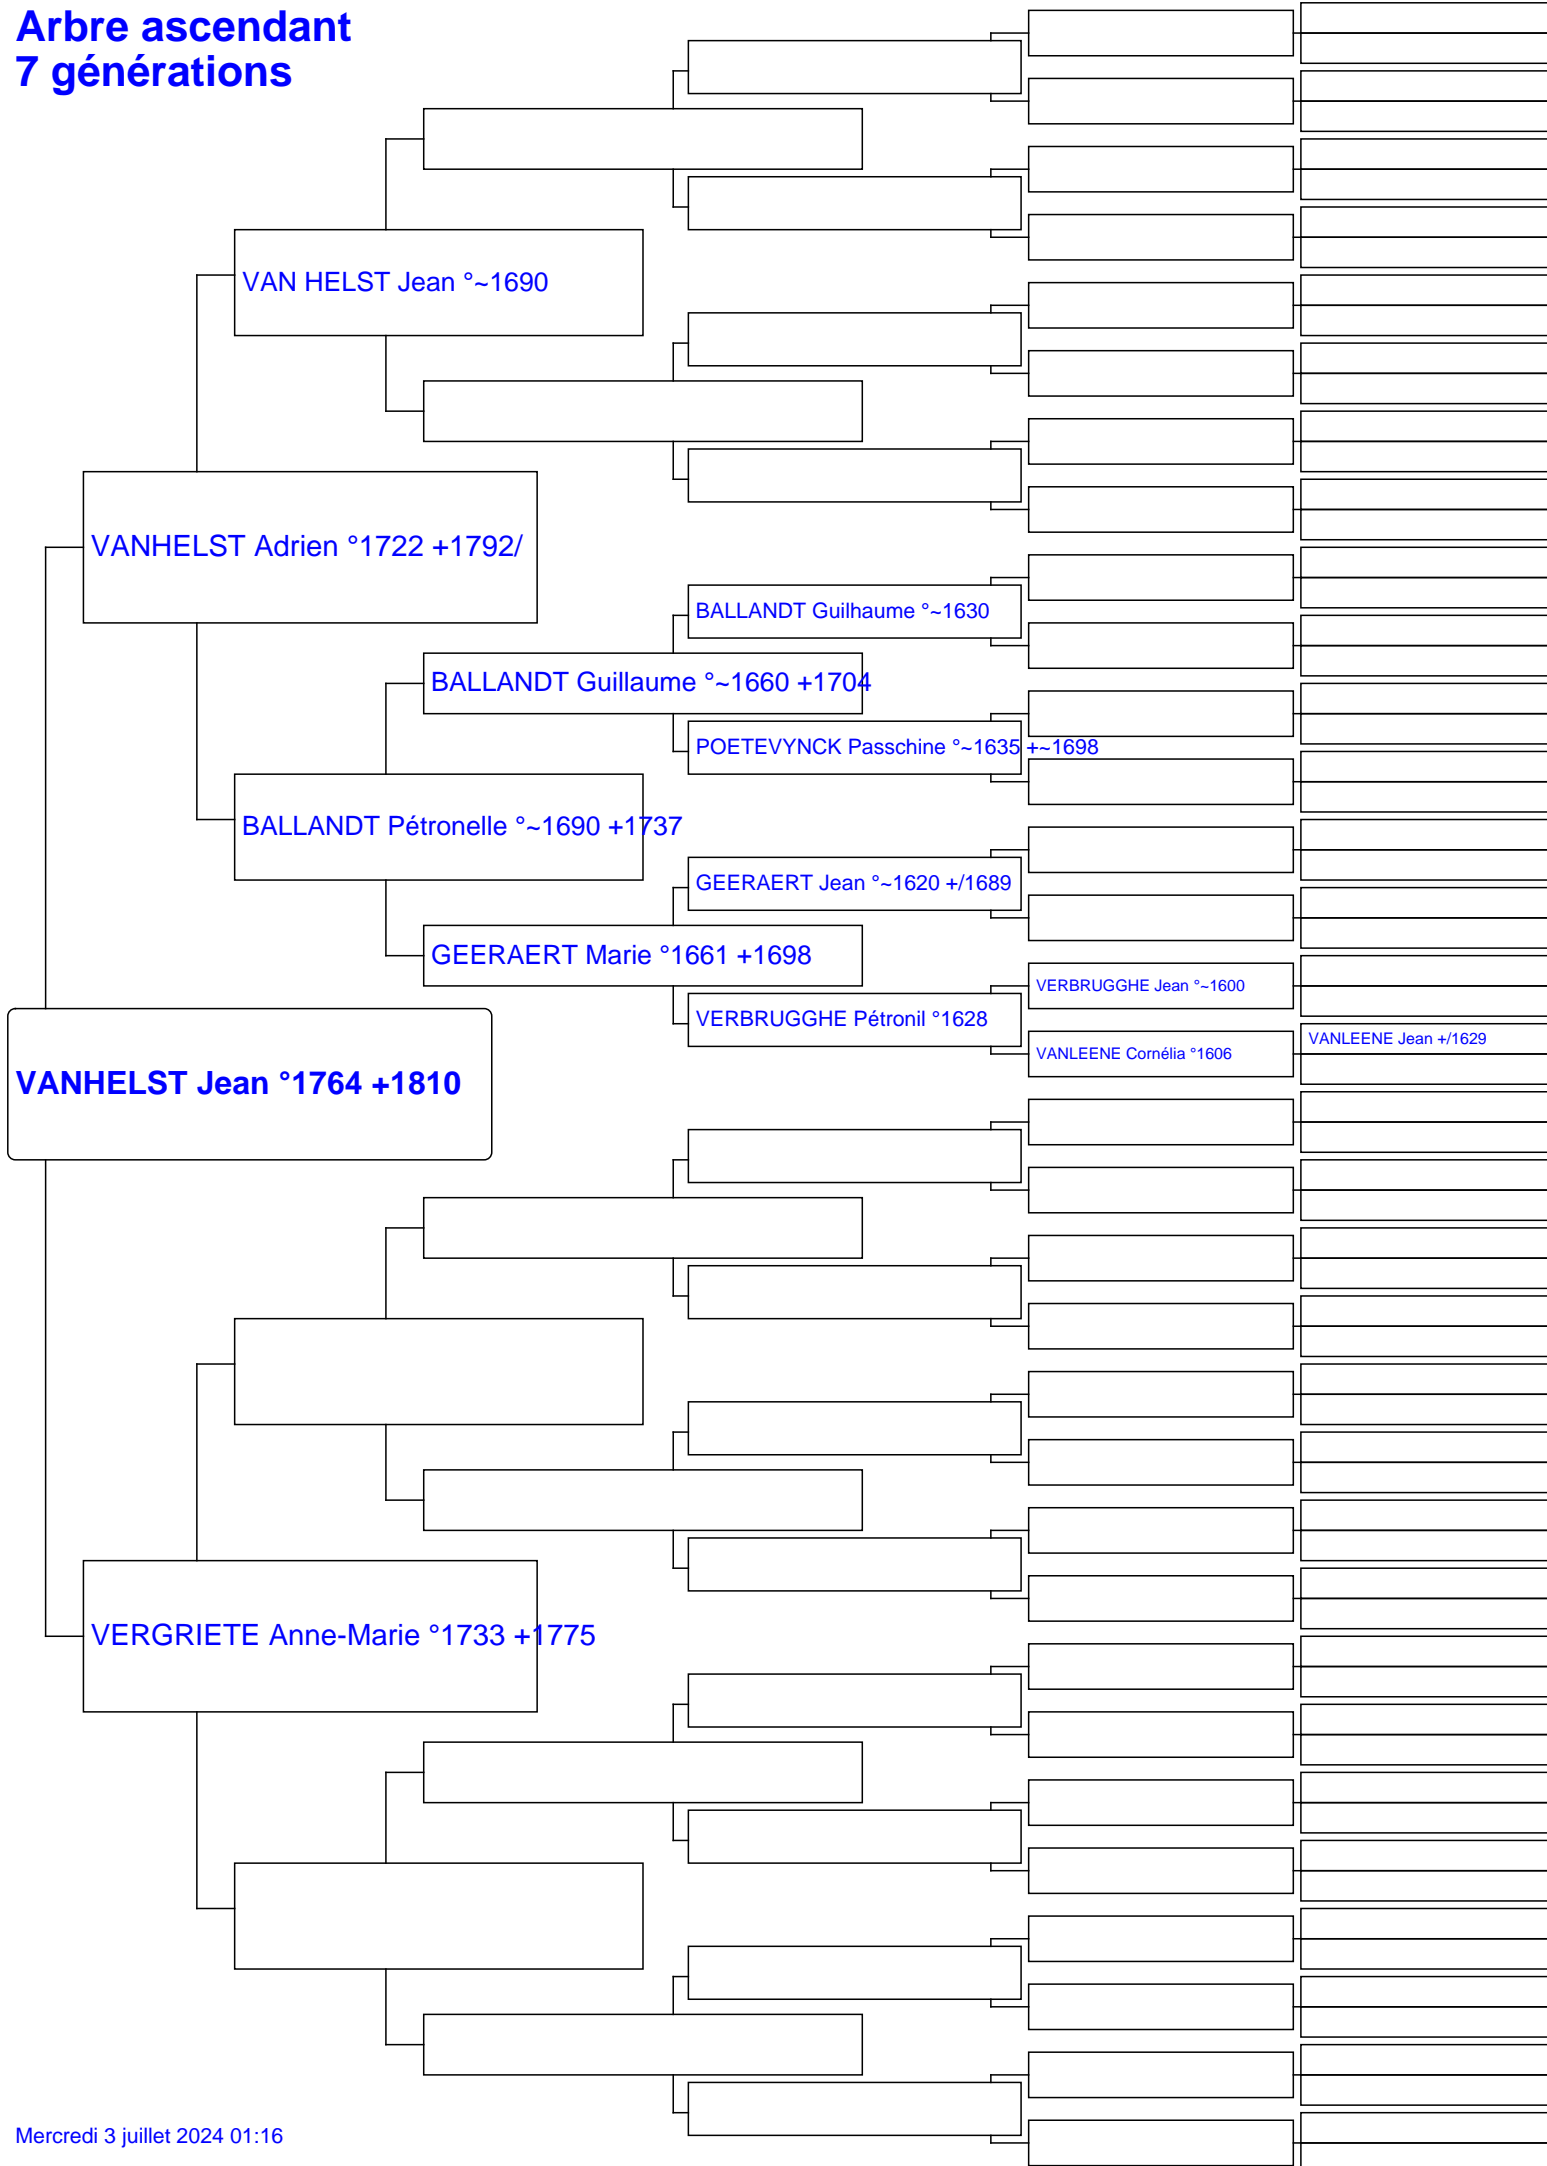 Arbre ascendant
7 générations
VAN HELST Jean °~1690
VANHELST Adrien °1722 +1792/
BALLANDT Guilhaume °~1630
BALLANDT Guillaume °~1660 +1704
POETEVYNCK Passchine °~1635 +~1698
BALLANDT Pétronelle °~1690 +1737
GEERAERT Jean °~1620 +/1689
GEERAERT Marie °1661 +1698
VERBRUGGHE Jean °~1600
VERBRUGGHE Pétronil °1628
VANLEENE Jean +/1629
VANLEENE Cornélia °1606
VANHELST Jean °1764 +1810
VERGRIETE Anne-Marie °1733 +1775
Mercredi 3 juillet 2024 01:16